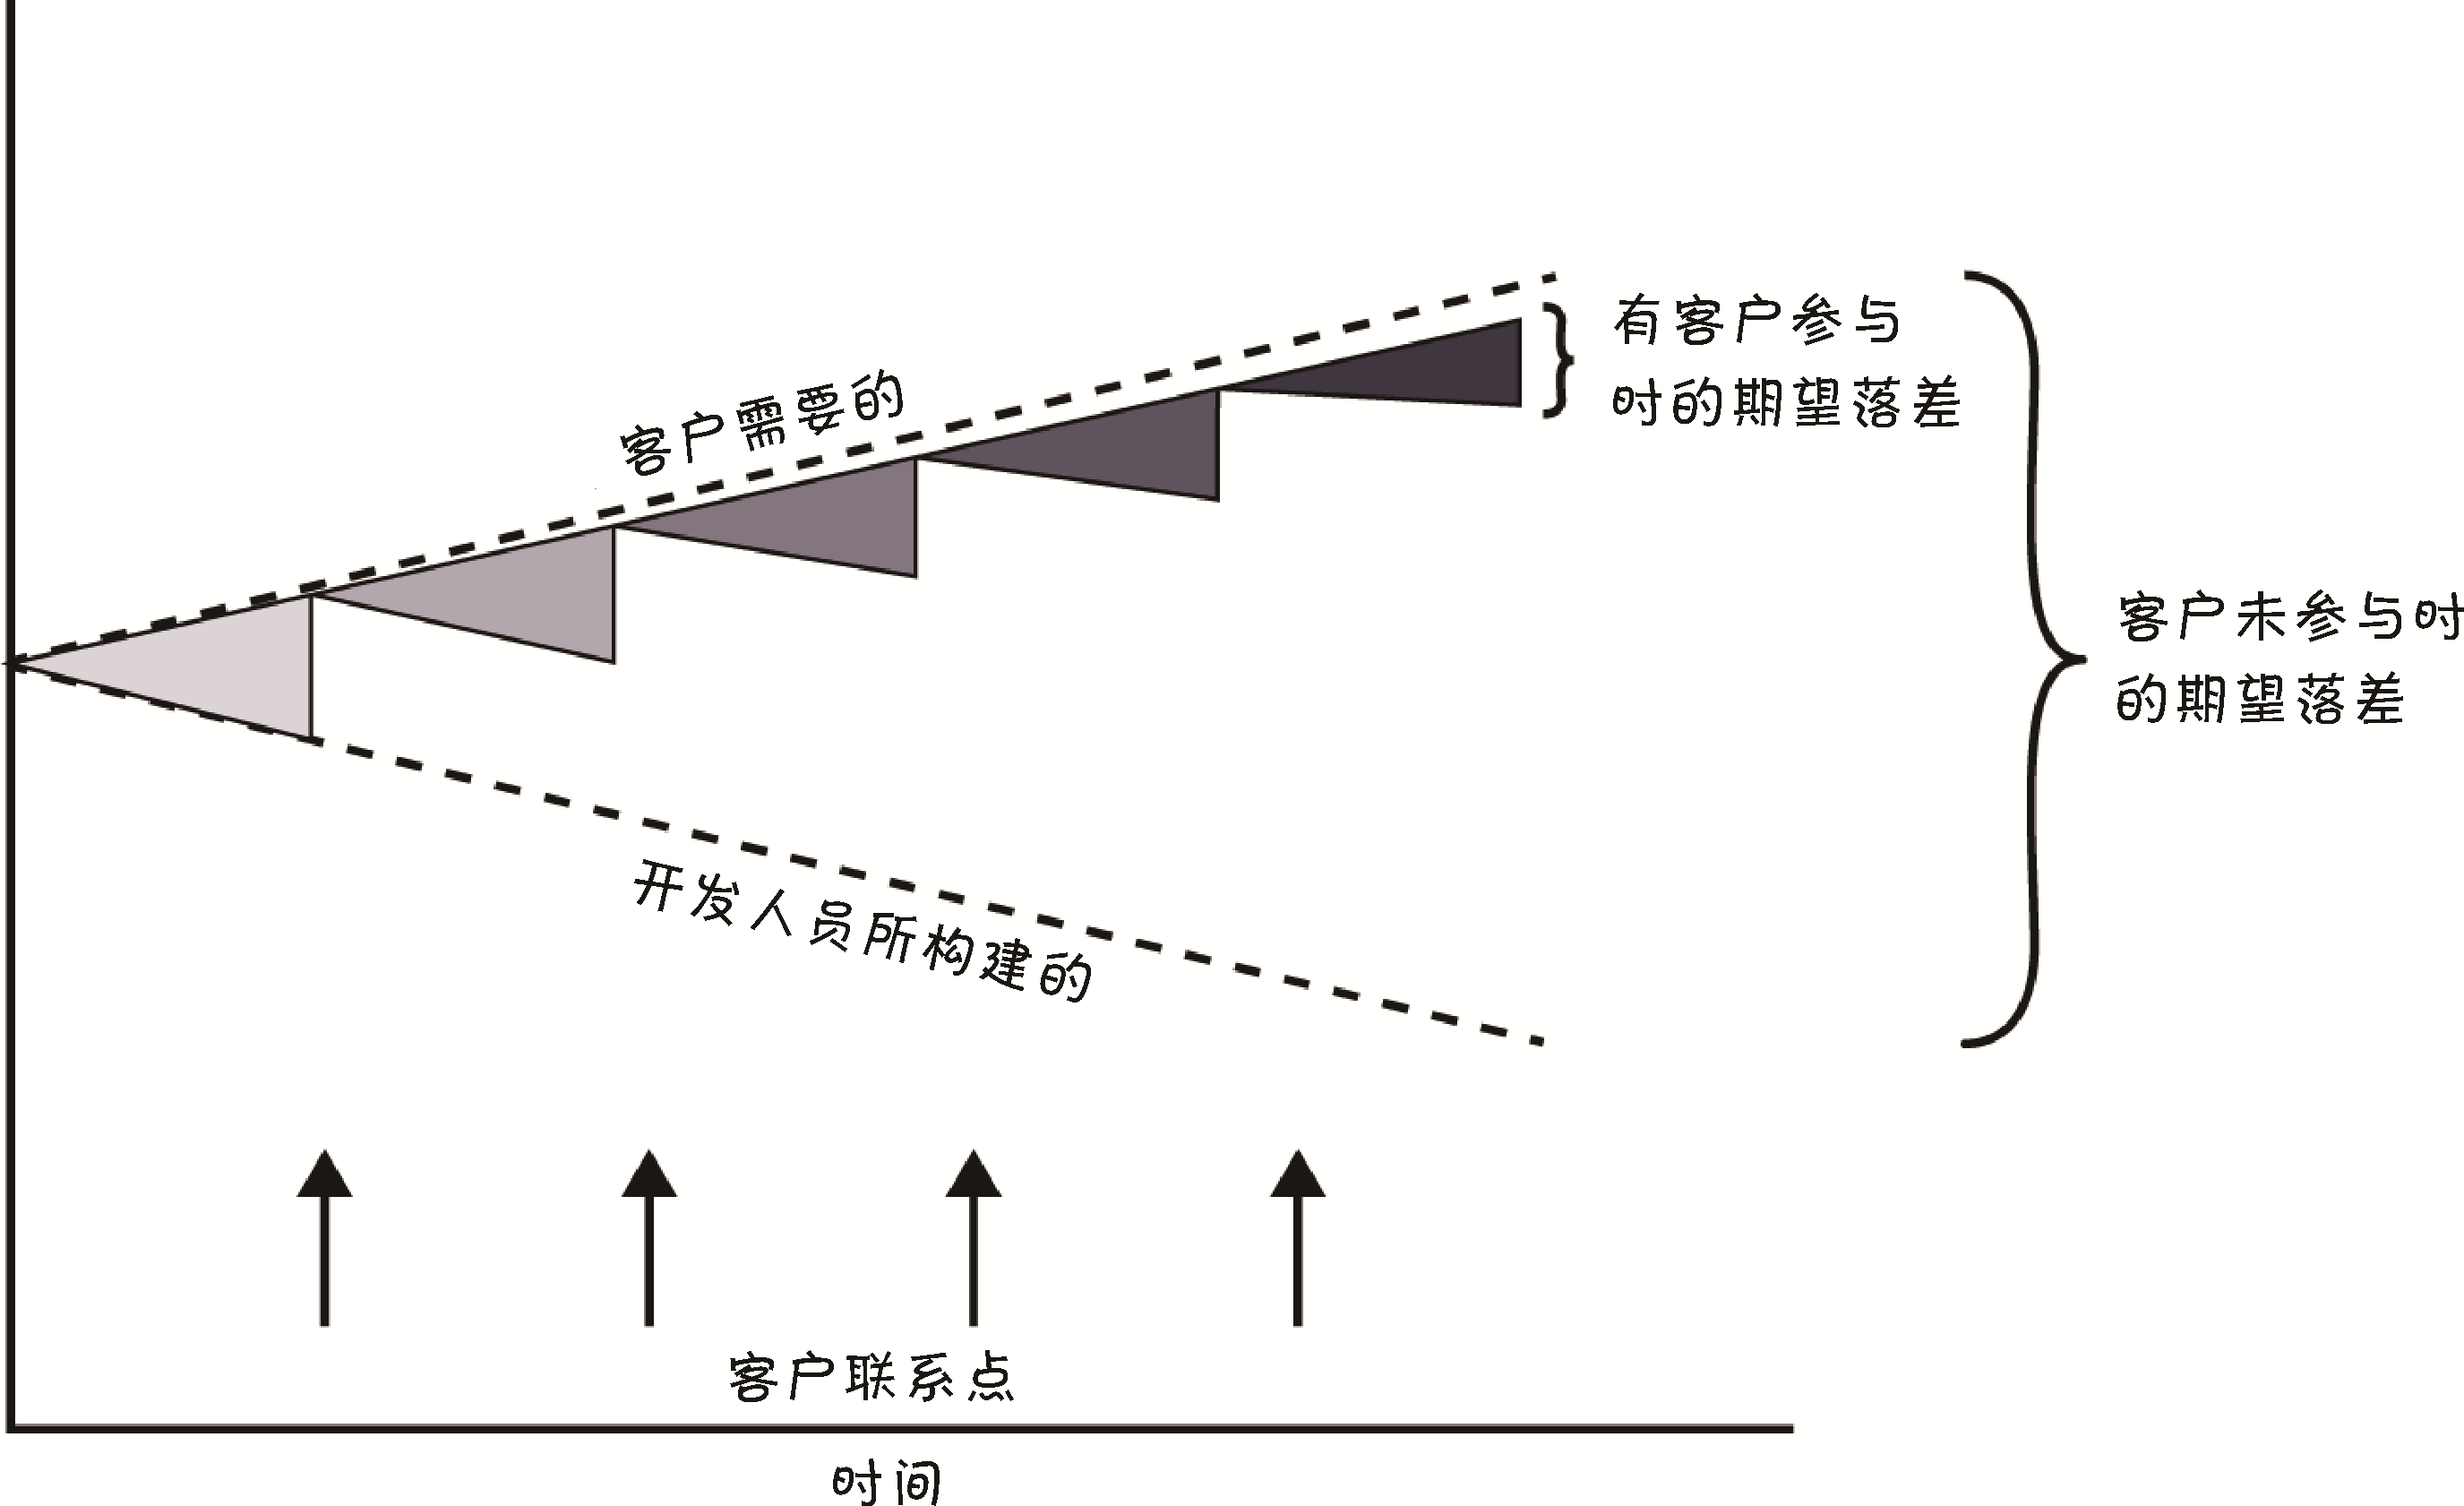 有客户参与
时的期望落差
客户需要的
客户未参与时
的期望落差
开发人员所构建的
客户联系点
时间